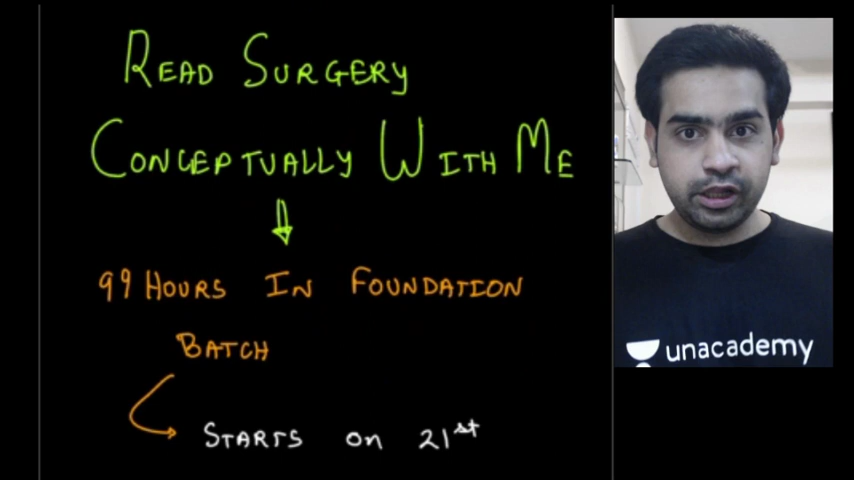 READ SURGERY
CONCEPTUALLY WITH ME
99 HOURS IN FOUNDATION
BATCH
STARTS on 21st
unacademy